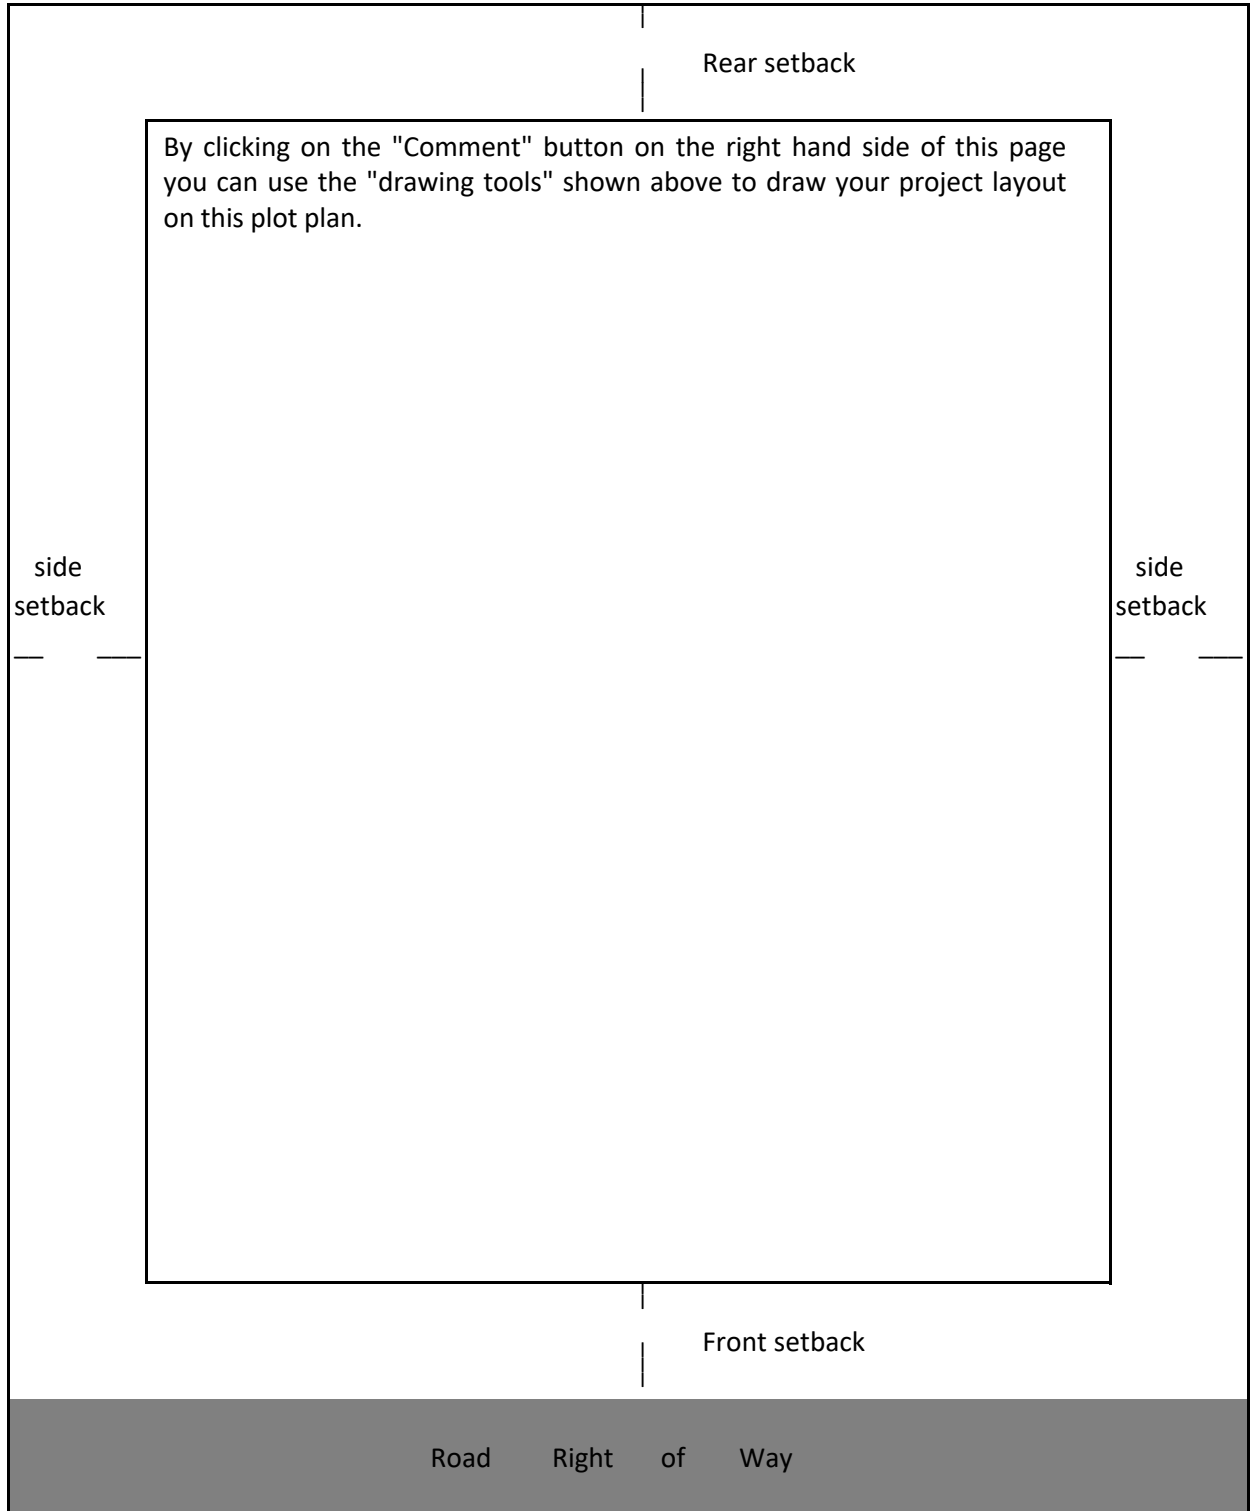 Rear setback
By clicking on the "Comment" button on the right hand side of this page
you can use the "drawing tools" shown above to draw your project layout
on this plot plan.
side
setback
side
setback
Front setback
Road Right of Way